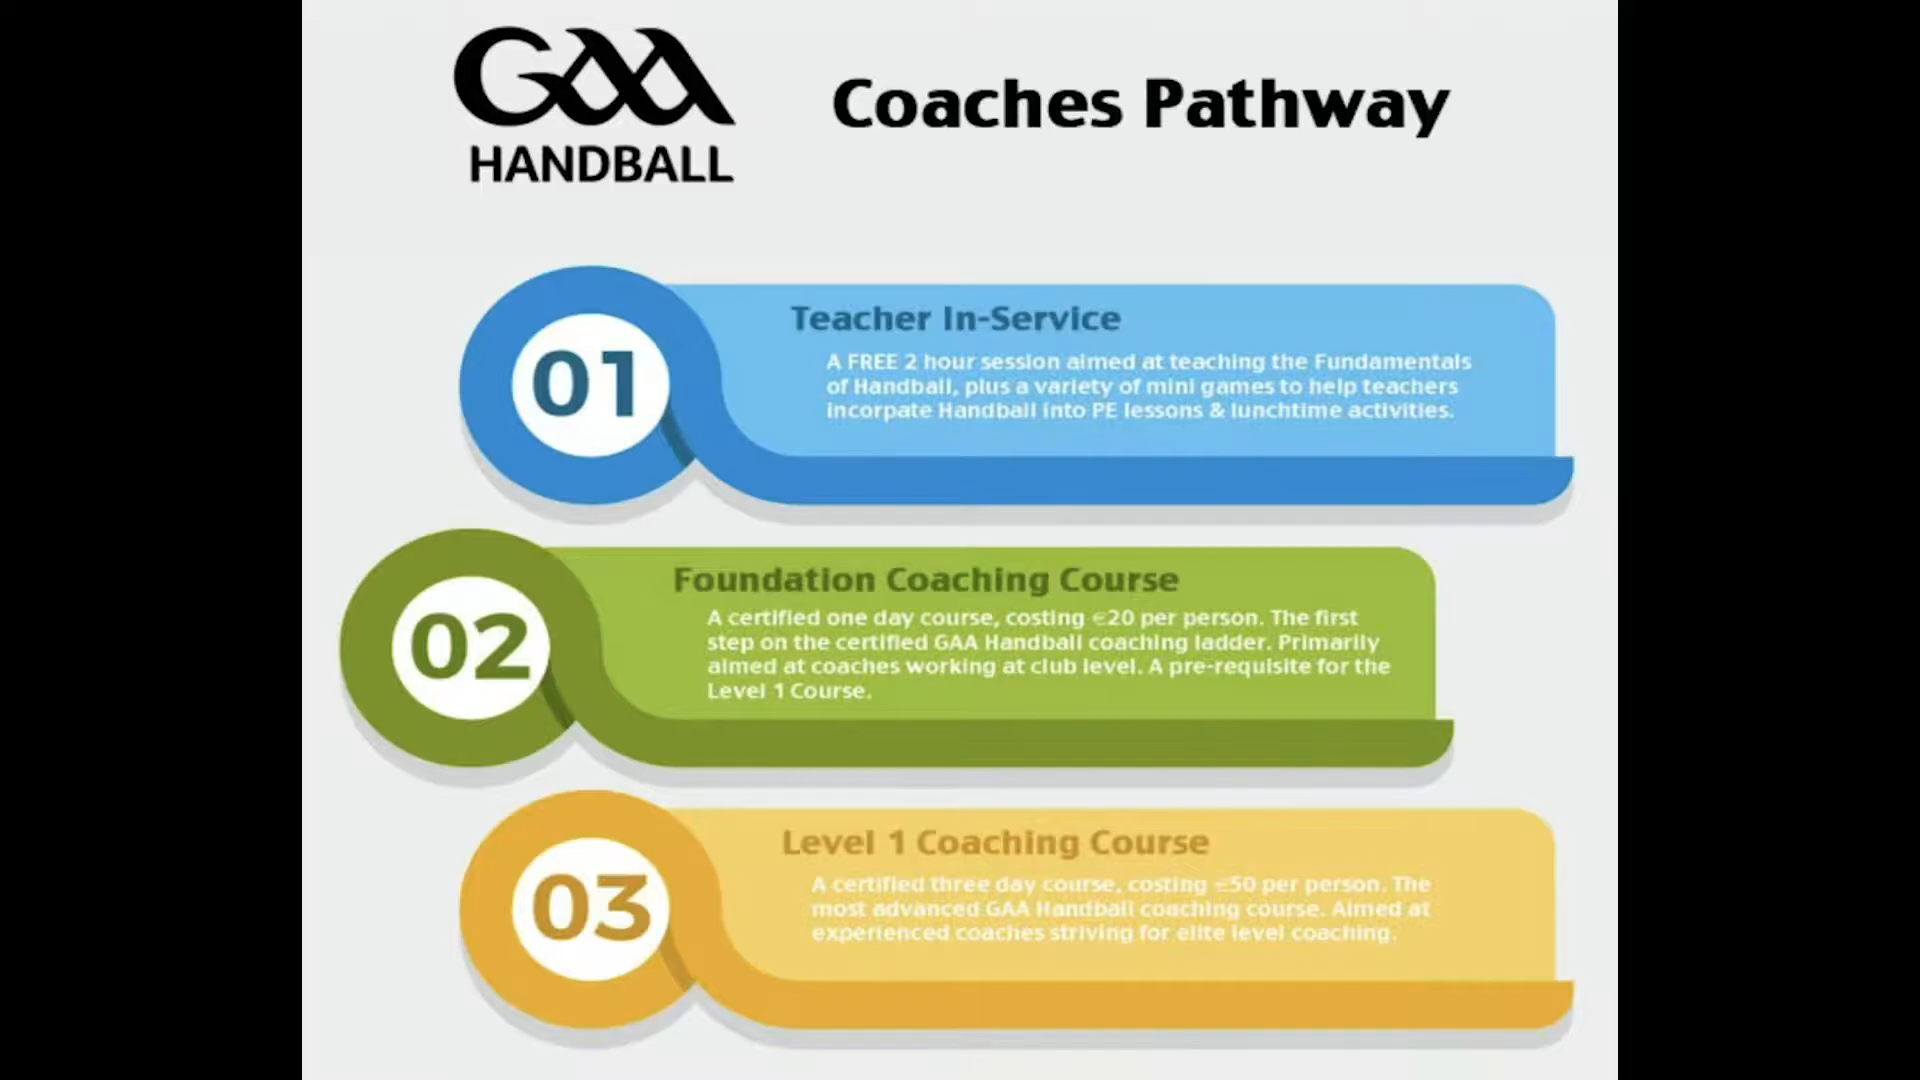 GAA
HANDBALL
Coaches Pathway
01
Teacher In-Service
A FREE 2 hour session aimed at teaching the Fundamentals
of Handball, plus a variety of mini games to help teachers
incorpate Handball into PE lessons & lunchtime activities.
02
Foundation Coaching Course
A certified one day course, costing €20 per person. The first
step on the certified GAA Handball coaching ladder. Primarily
aimed at coaches working at club level. A pre-requisite for the
Level 1 Course.
03
Level 1 Coaching Course
A certified three day course, costing €50 per person. The
most advanced GAA Handball coaching course. Aimed at
experienced coaches striving for elite level coaching.